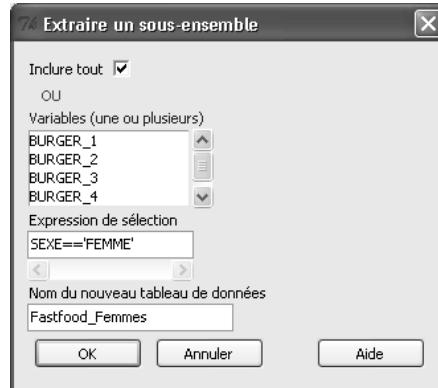 Extraire un sous-ensemble
Inclure tout
OU
Variables (une ou plusieurs)
BURGER_1
BURGER_2
BURGER_3
BURGER_4
Expression de sélection
SEXE=='FEMME'
Nom du nouveau tableau de données
Fastfood_Femmes
OK Annuler Aide